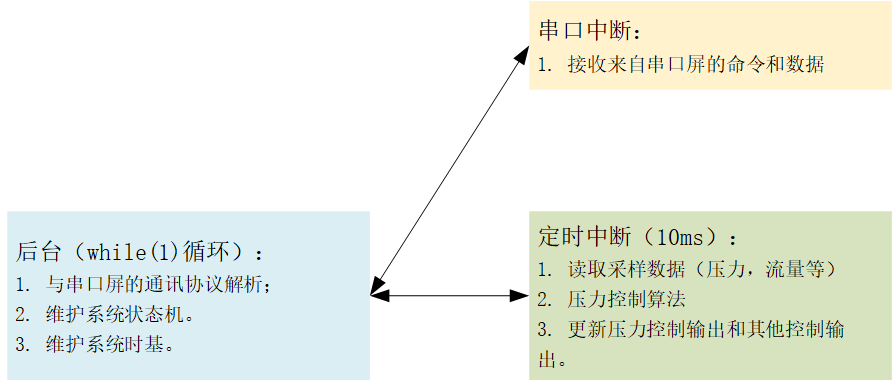 串口中断：
1. 接收来自串口屏的命令和数据
后台（while(1)循环）：
1. 与串口屏的通讯协议解析；
2. 维护系统状态机。
3. 维护系统时基。
定时中断（10ms）：
1. 读取采样数据（压力，流量等）
2. 压力控制算法
3. 更新压力控制输出和其他控制输
出。